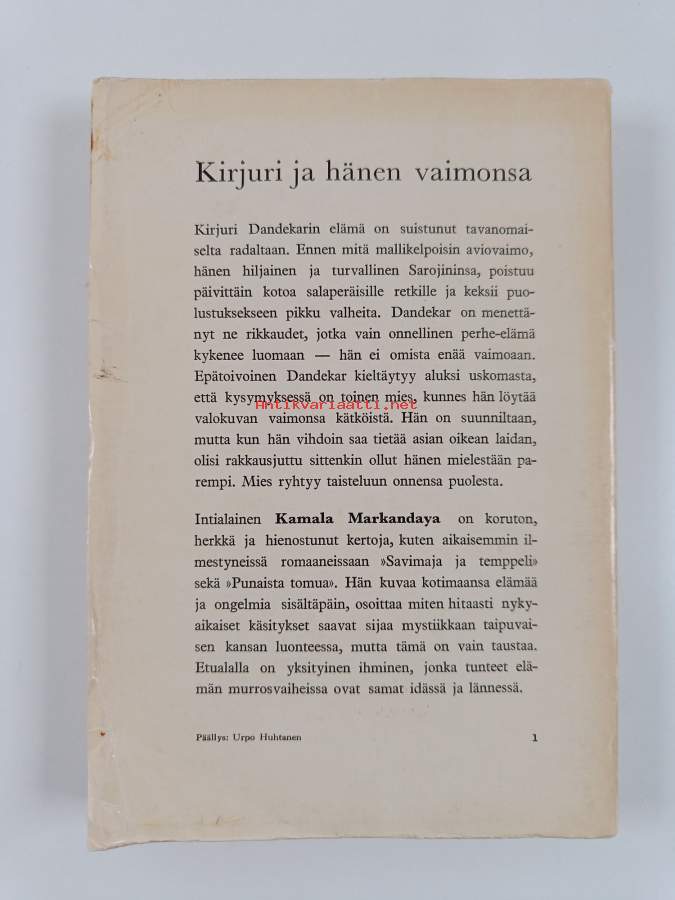 Kirjuri ja hänen vaimonsa
Kirjuri Dandekarin elämä on suistunut tavanomai-
selta radaltaan. Ennen mitä mallikelpoisin aviovaimo,
hänen hiljainen ja turvallinen Sarojininsa, poistuu
päivittäin kotoa salaperäisille retkille ja keksii puo-
lustuksekseen pikku valheita. Dandekar on menettä-
nyt ne rikkaudet, jotka vain onnellinen perhe-elämä
kykenee luomaan — hän ei omista enää vaimoaan.
Epätoivoinen Dandekar kieltäytyy aluksi uskomasta,
että kysymyksessä on toinen mies, kunnes hän löytää
Antikvariaatti.net
valokuvan vaimonsa kätköistä. Hän on suunniltaan,
mutta kun hän vihdoin saa tietää asian oikean laidan,
olisi rakkausjuttu sittenkin ollut hänen mielestään pa-
rempi. Mies ryhtyy taisteluun onnensa puolesta.
Intialainen Kamala Markandaya on koruton,
herkkä ja hienostunut kertoja, kuten aikaisemmin il-
mestyneissä romaaneissaan »Savimaja ja temppeli»
sekä »Punaista tomua». Hän kuvaa kotimaansa elämää
ja ongelmia sisältäpäin, osoittaa miten hitaasti nyky-
aikaiset käsitykset saavat sijaa mystiikkaan taipuvai-
sen kansan luonteessa, mutta tämä on vain taustaa.
Etualalla on yksityinen ihminen, jonka tunteet elä-
män murrosvaiheissa ovat samat idässä ja lännessä.
Päällys: Urpo Huhtanen 1